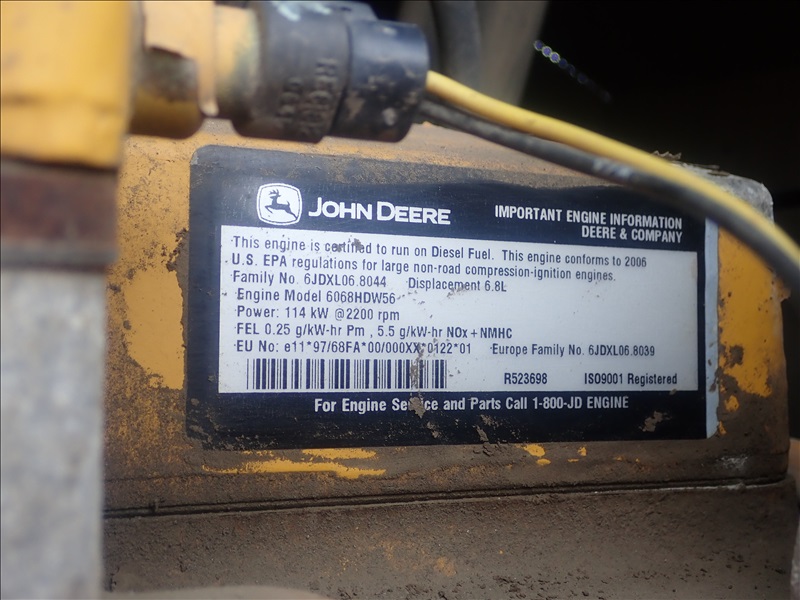 JOHN DEERE
IMPORTANT ENGINE INFORMATION
DEERE & COMPANY
This engine is certified to run on Diesel Fuel. This engine conforms to 2006
U.S. EPA regulations for large non-road compression-ignition engines.
Family No. 6JDXL06.8044 Displacement 6.8L
Engine Model 6068HDW56
Power: 114 kW @2200 rpm
FEL 0.25 g/kW-hr Pm , 5.5 g/kW-hr NOx + NMHC
EU No: e11*97/68FA*00/000XX*0122*01 Europe Family No. 6JDXL06.8039
R523698 ISO9001 Registered
For Engine Service and Parts Call 1-800-JD ENGINE